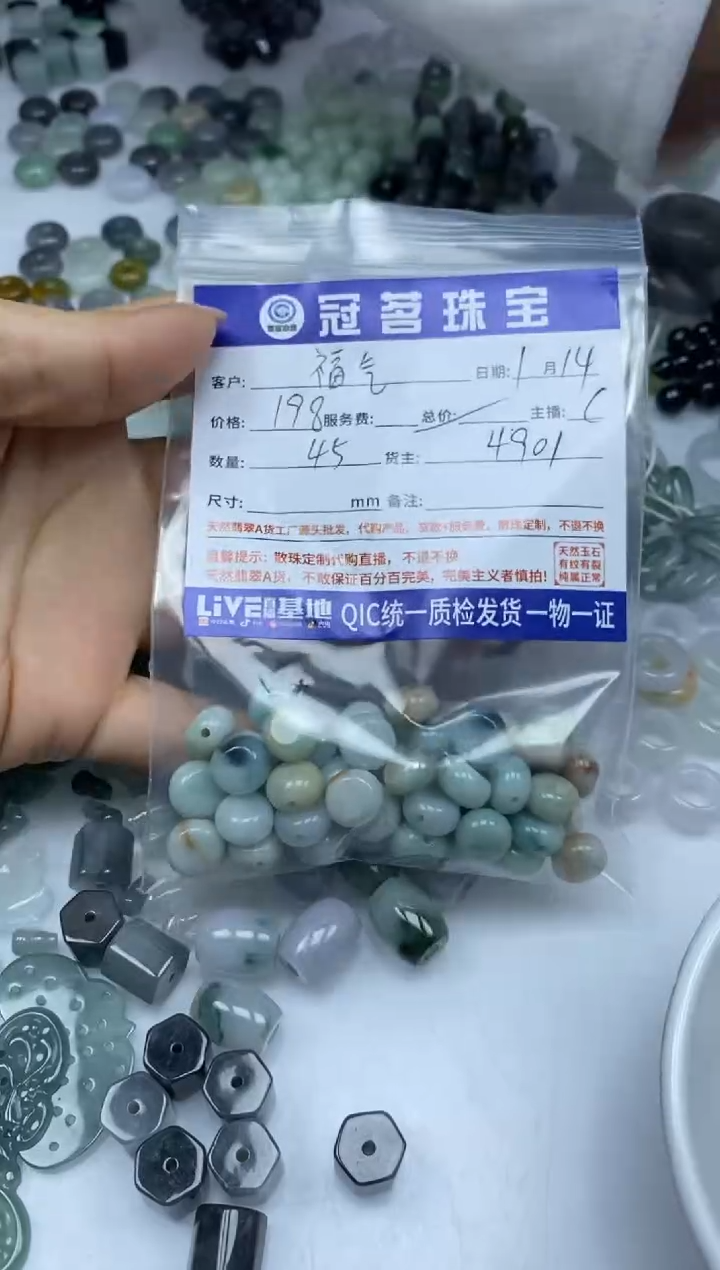 冠茗珠宝
客户: 福气 日期: 1月14
价格: 198 服务费: 总价: 主播: C
数量: 45 货主: 4901
尺寸: mm 备注:
天然翡翠A货工厂源头批发，代购产品，
散珠定制，不退不换
温馨提示: 散珠定制代购直播，不退不换
天然翡翠A货，不敢保证百分百完美，完美主义者慎拍!
天然玉石
有纹有裂
纯属正常
LiVE 基地 QIC统一质检发货一物一证